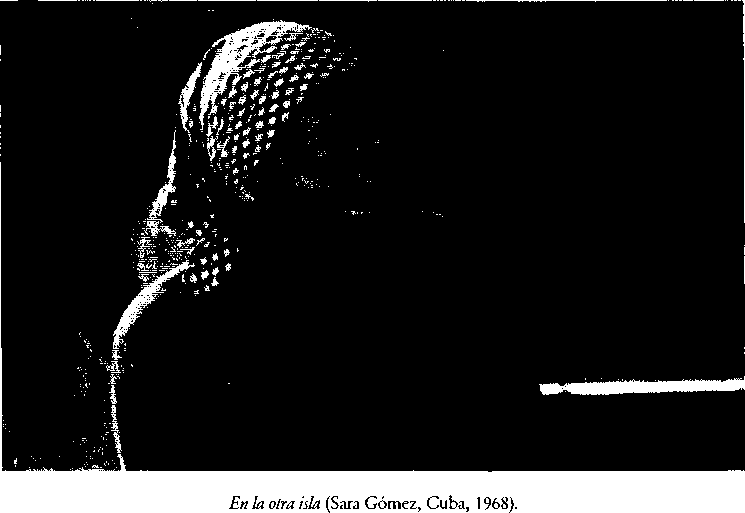 En la otra isla (Sara Gómez, Cuba, 1968).